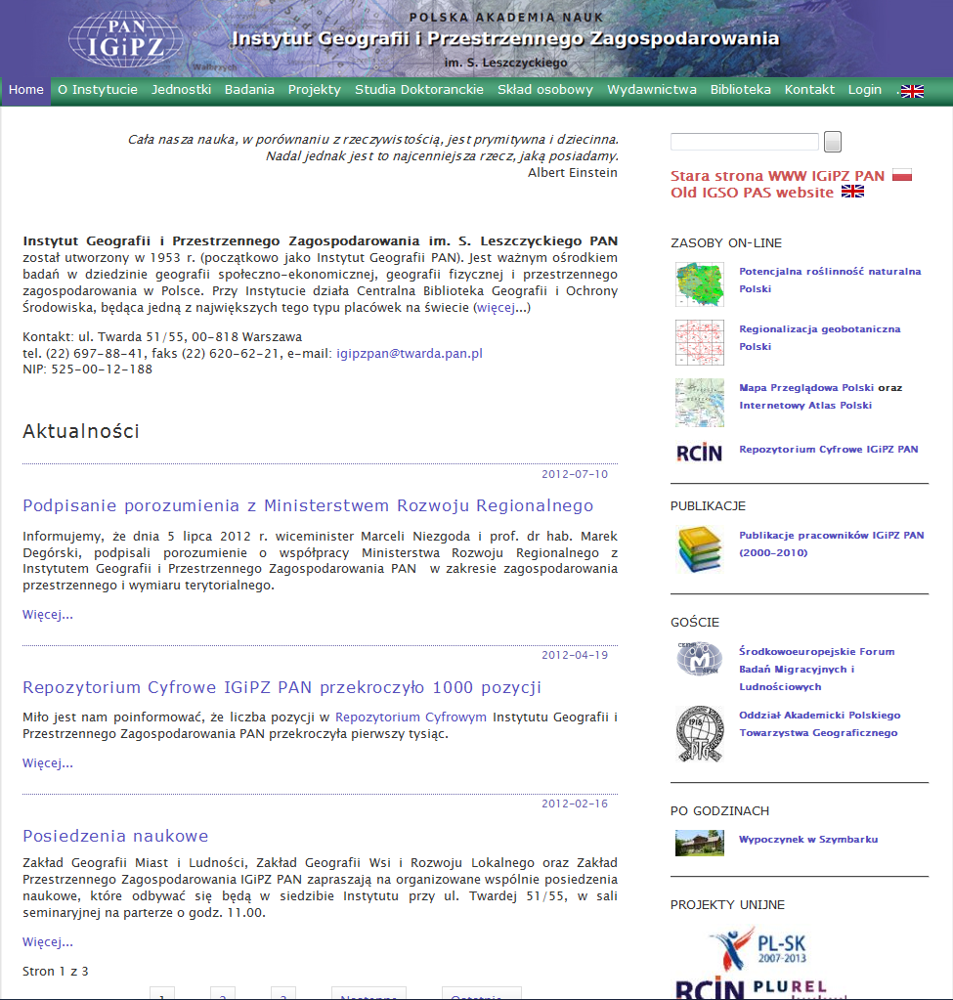 PAN
IGiPZ
POLSKA AKADEMIA NAUK
Instytut Geografii i Przestrzennego Zagospodarowania
im. S. Leszczyckiego
Wałbrzych
Home O Instytucie Jednostki Badania Projekty Studia Doktoranckie Skład osobowy Wydawnictwa Biblioteka Kontakt Login .
Cała nasza nauka, w porównaniu z rzeczywistością, jest prymitywna i dziecinna.
Nadal jednak jest to najcenniejsza rzecz, jaką posiadamy.
Albert Einstein
Instytut Geografii i Przestrzennego Zagospodarowania im. S. Leszczyckiego PAN
został utworzony w 1953 r. (początkowo jako Instytut Geografii PAN). Jest ważnym ośrodkiem
badań w dziedzinie geografii społeczno-ekonomicznej, geografii fizycznej i przestrzennego
zagospodarowania w Polsce. Przy Instytucie działa Centralna Biblioteka Geografii i Ochrony
Środowiska, będąca jedną z największych tego typu placówek na świecie (więcej...)
Kontakt: ul. Twarda 51/55, 00-818 Warszawa
tel. (22) 697-88-41, faks (22) 620-62-21, e-mail: igipzpan@twarda.pan.pl
NIP: 525-00-12-188
Aktualności
2012-07-10
Podpisanie porozumienia z Ministerstwem Rozwoju Regionalnego
Informujemy, że dnia 5 lipca 2012 r. wiceminister Marceli Niezgoda i prof. dr hab. Marek
Degórski, podpisali porozumienie o współpracy Ministerstwa Rozwoju Regionalnego z
Instytutem Geografii i Przestrzennego Zagospodarowania PAN w zakresie zagospodarowania
przestrzennego i wymiaru terytorialnego.
Więcej...
2012-04-19
Repozytorium Cyfrowe IGiPZ PAN przekroczyło 1000 pozycji
Miło jest nam poinformować, że liczba pozycji w Repozytorium Cyfrowym Instytutu Geografii i
Przestrzennego Zagospodarowania PAN przekroczyła pierwszy tysiąc.
Więcej...
2012-02-16
Posiedzenia naukowe
Zakład Geografii Miast i Ludności, Zakład Geografii Wsi i Rozwoju Lokalnego oraz Zakład
Przestrzennego Zagospodarowania IGiPZ PAN zapraszają na organizowane wspólnie posiedzenia
naukowe, które odbywać się będą w siedzibie Instytutu przy ul. Twardej 51/55, w sali
seminaryjnej na parterze o godz. 11.00.
Więcej...
Stron 1 z 3
1 2 3 Następna Ostatnia
Stara strona WWW IGiPZ PAN
Old IGSO PAS website
ZASOBY ON-LINE
Potencjalna roślinność naturalna
Polski
Regionalizacja geobotaniczna
Polski
Mapa Przeglądowa Polski oraz
Internetowy Atlas Polski
RCIN
Repozytorium Cyfrowe IGiPZ PAN
PUBLIKACJE
Publikacje pracowników IGiPZ PAN
(2000-2010)
GOŚCIE
Środkowoeuropejskie Forum
Badań Migracyjnych i
Ludnościowych
1918
PTG
Oddział Akademicki Polskiego
Towarzystwa Geograficznego
PO GODZINACH
Wypoczynek w Szymbarku
PROJEKTY UNIJNE
PL-SK
2007-2013
RCIN PLUREL